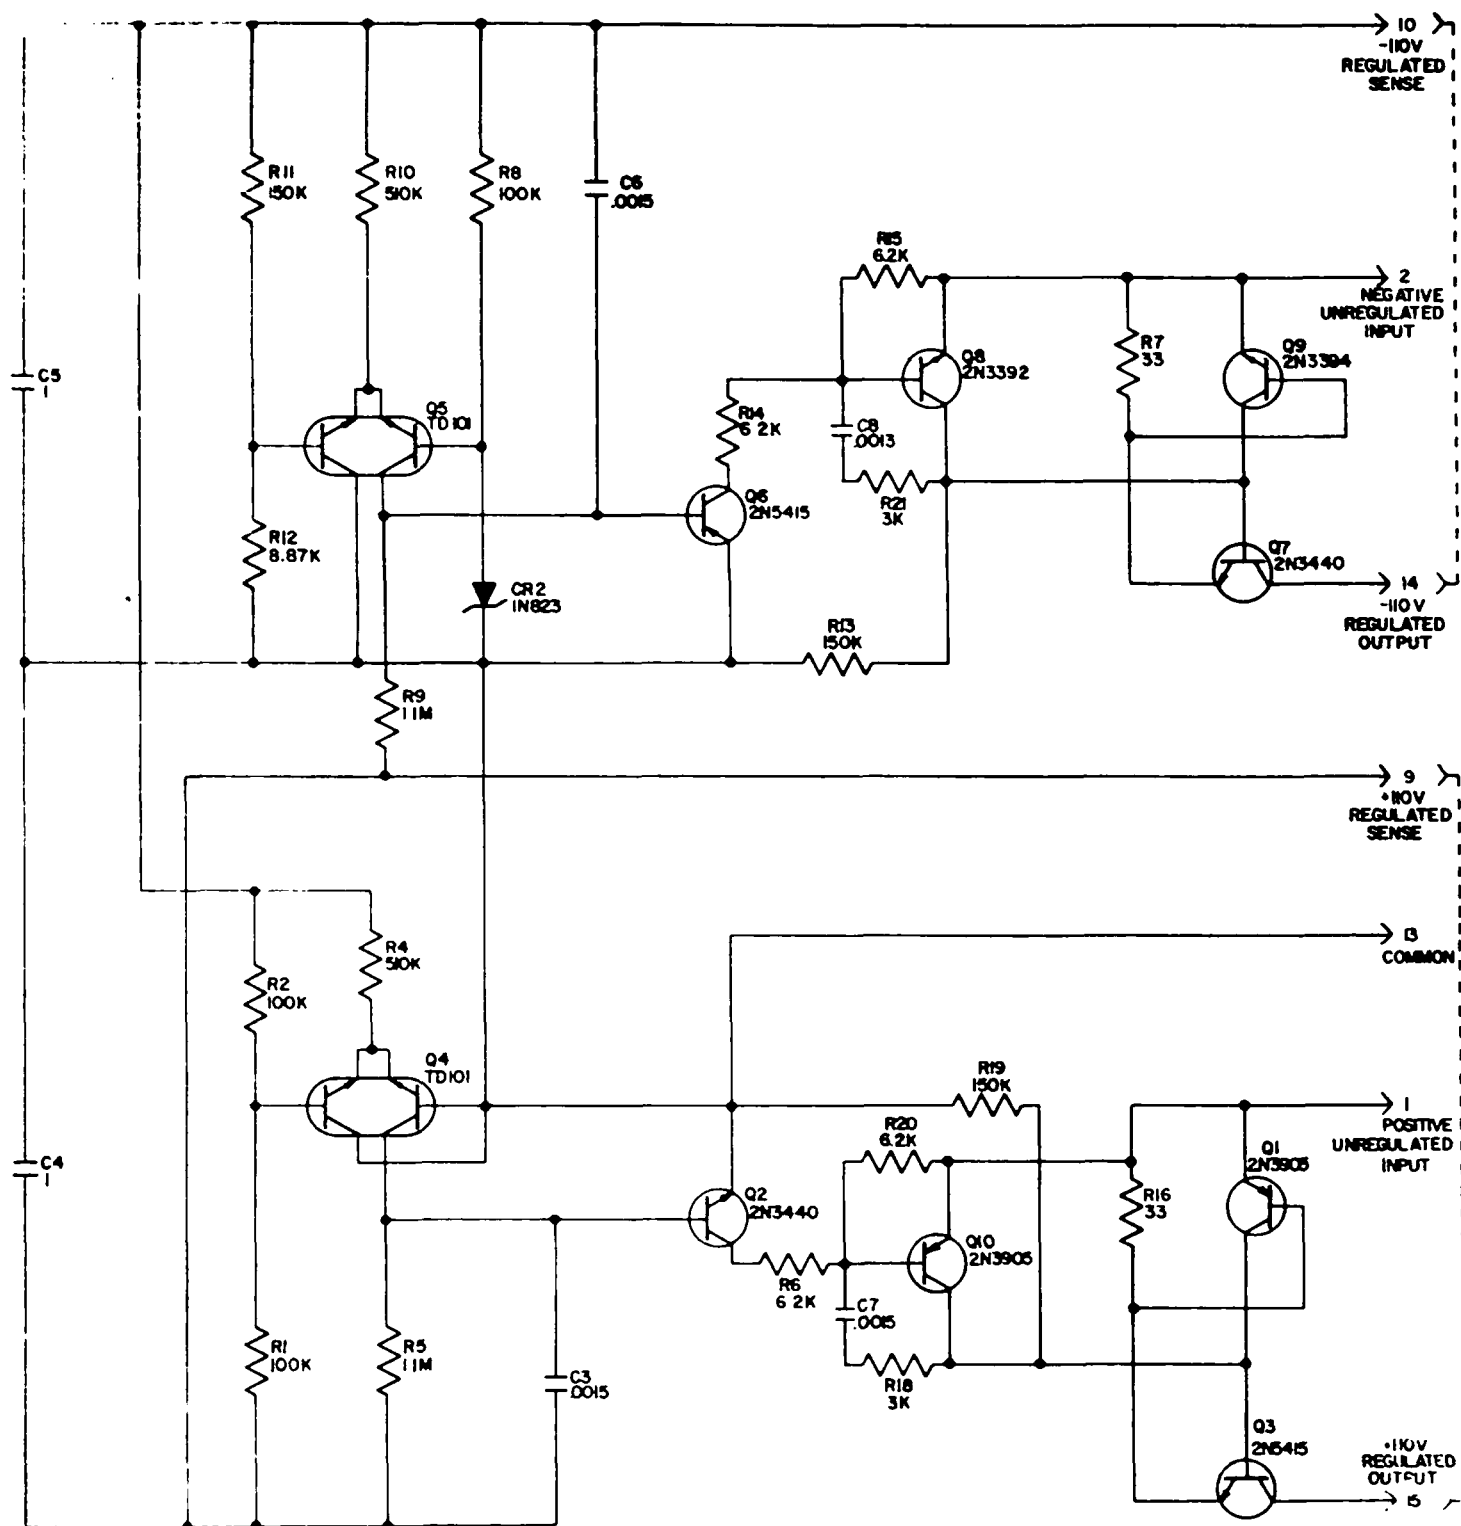 10
-110V
REGULATED
SENSE
R11
150K
R10
510K
R8
100K
C6
.0015
R15
6.2K
2
NEGATIVE
UNREGULATED
INPUT
R7
33
Q9
2N3394
Q8
2N3392
C5
1
Q5
TD101
R14
6.2K
C8
.0013
R21
3K
Q6
2N5415
R12
8.87K
Q7
2N3440
CR2
1N823
14
-110V
REGULATED
OUTPUT
R13
150K
R9
11M
9
+110V
REGULATED
SENSE
R4
510K
13
COMMON
R2
100K
Q4
TD101
R19
150K
1
POSITIVE
UNREGULATED
INPUT
R20
6.2K
C4
1
Q1
2N3905
Q2
2N3440
R16
33
Q10
2N3905
R6
6.2K
C7
.0015
R1
100K
R5
11M
C3
.0015
R18
3K
Q3
2N5415
+110V
REGULATED
OUTPUT
15